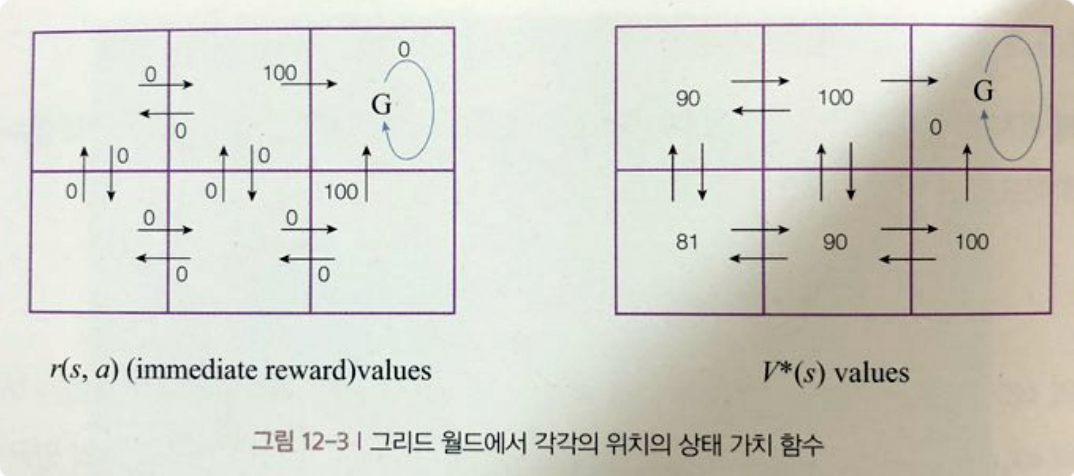 0
0 100 G
0
0 0
0 0 100
0 0
0 0
r(s, a) (immediate reward)values
90 100 G
0
81 90 100
V*(s) values
그림 12-3 | 그리드 월드에서 각각의 위치의 상태 가치 함수